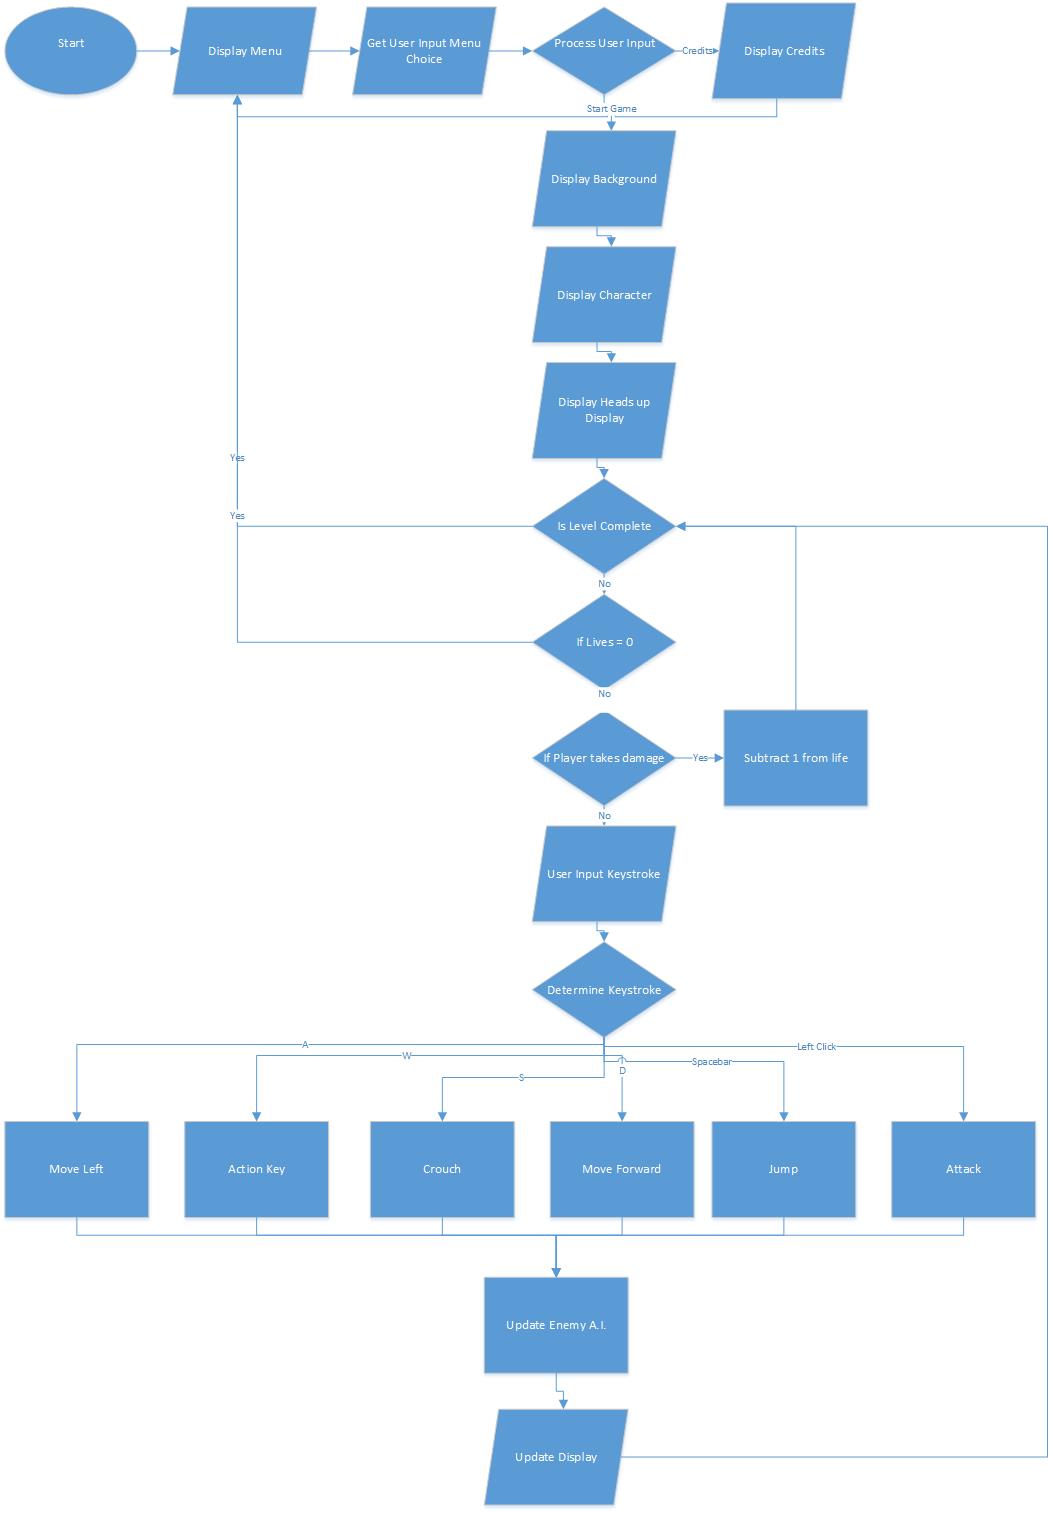 Start
Display Menu
Get User Input Menu
Choice
Process User Input
Credits
Display Credits
Start Game
Display Background
Display Character
Display Heads up
Display
Yes
Yes
Is Level Complete
No
If Lives = 0
No
If Player takes damage
Yes
Subtract 1 from life
No
User Input Keystroke
Determine Keystroke
A
W
S
D
Spacebar
Left Click
Move Left
Action Key
Crouch
Move Forward
Jump
Attack
Update Enemy A.I.
Update Display